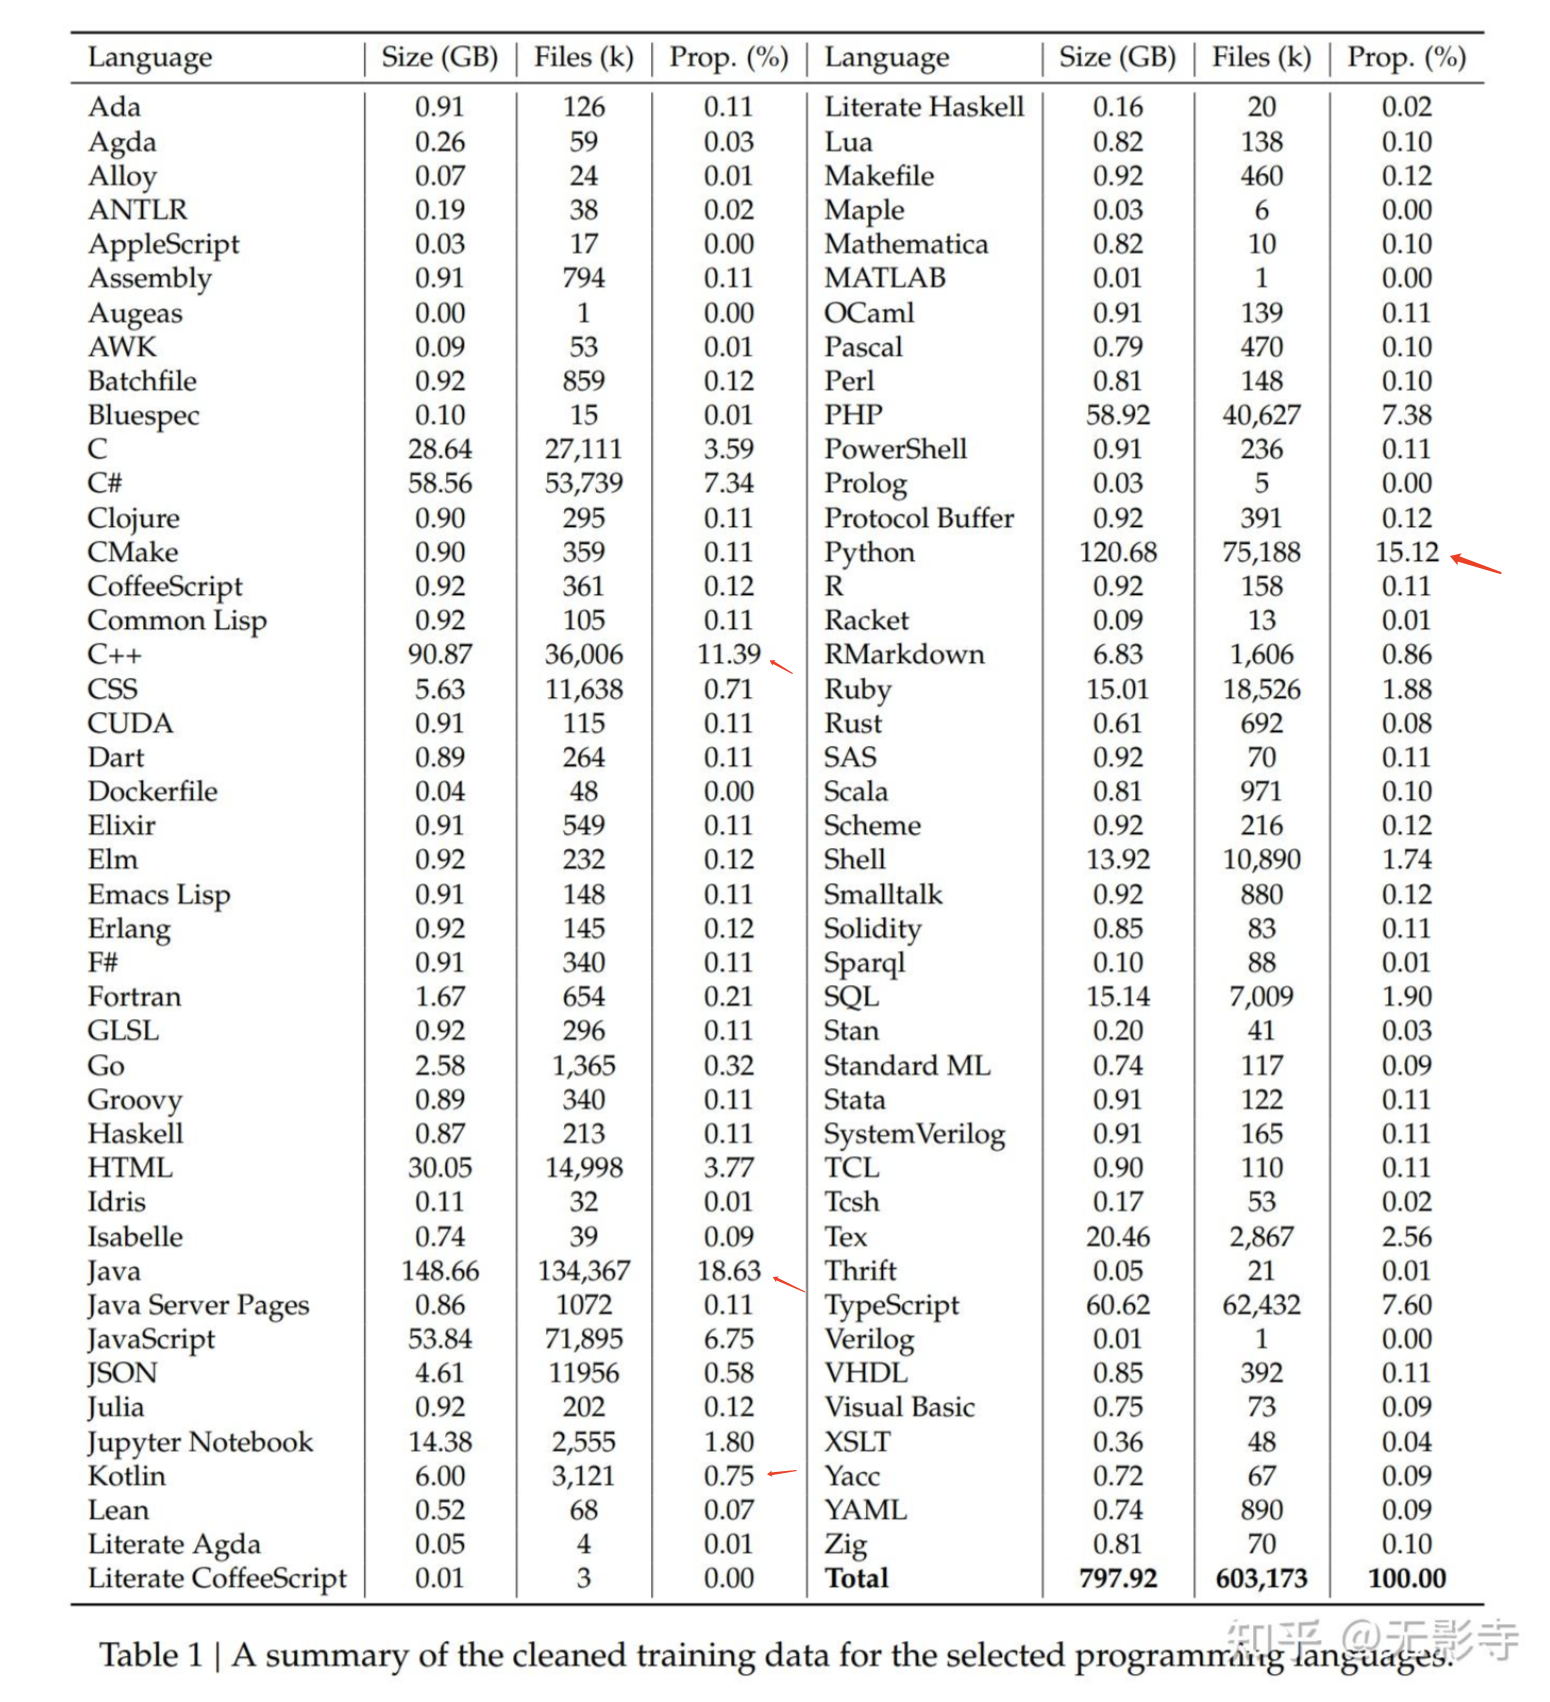 Language Size (GB) Files (k) Prop. (%) Language Size (GB) Files (k) Prop. (%)
Ada 0.91 126 0.11 Literate Haskell 0.16 20 0.02
Agda 0.26 59 0.03 Lua 0.82 138 0.10
Alloy 0.07 24 0.01 Makefile 0.92 460 0.12
ANTLR 0.19 38 0.02 Maple 0.03 6 0.00
AppleScript 0.03 17 0.00 Mathematica 0.82 10 0.10
Assembly 0.91 794 0.11 MATLAB 0.01 1 0.00
Augeas 0.00 1 0.00 OCaml 0.91 139 0.11
AWK 0.09 53 0.01 Pascal 0.79 470 0.10
Batchfile 0.92 859 0.12 Perl 0.81 148 0.10
Bluespec 0.10 15 0.01 PHP 58.92 40,627 7.38
C 28.64 27,111 3.59 PowerShell 0.91 236 0.11
C# 58.56 53,739 7.34 Prolog 0.03 5 0.00
Clojure 0.90 295 0.11 Protocol Buffer 0.92 391 0.12
CMake 0.90 359 0.11 Python 120.68 75,188 15.12
CoffeeScript 0.92 361 0.12 R 0.92 158 0.11
Common Lisp 0.92 105 0.11 Racket 0.09 13 0.01
C++ 90.87 36,006 11.39 RMarkdown 6.83 1,606 0.86
CSS 5.63 11,638 0.71 Ruby 15.01 18,526 1.88
CUDA 0.91 115 0.11 Rust 0.61 692 0.08
Dart 0.89 264 0.11 SAS 0.92 70 0.11
Dockerfile 0.04 48 0.00 Scala 0.81 971 0.10
Elixir 0.91 549 0.11 Scheme 0.92 216 0.12
Elm 0.92 232 0.12 Shell 13.92 10,890 1.74
Emacs Lisp 0.91 148 0.11 Smalltalk 0.92 880 0.12
Erlang 0.92 145 0.12 Solidity 0.85 83 0.11
F# 0.91 340 0.11 Sparql 0.10 88 0.01
Fortran 1.67 654 0.21 SQL 15.14 7,009 1.90
GLSL 0.92 296 0.11 Stan 0.20 41 0.03
Go 2.58 1,365 0.32 Standard ML 0.74 117 0.09
Groovy 0.89 340 0.11 Stata 0.91 122 0.11
Haskell 0.87 213 0.11 SystemVerilog 0.91 165 0.11
HTML 30.05 14,998 3.77 TCL 0.90 110 0.11
Idris 0.11 32 0.01 Tcsh 0.17 53 0.02
Isabelle 0.74 39 0.09 Tex 20.46 2,867 2.56
Java 148.66 134,367 18.63 Thrift 0.05 21 0.01
Java Server Pages 0.86 1072 0.11 TypeScript 60.62 62,432 7.60
JavaScript 53.84 71,895 6.75 Verilog 0.01 1 0.00
JSON 4.61 11956 0.58 VHDL 0.85 392 0.11
Julia 0.92 202 0.12 Visual Basic 0.75 73 0.09
Jupyter Notebook 14.38 2,555 1.80 XSLT 0.36 48 0.04
Kotlin 6.00 3,121 0.75 Yacc 0.72 67 0.09
Lean 0.52 68 0.07 YAML 0.74 890 0.09
Literate Agda 0.05 4 0.01 Zig 0.81 70 0.10
Literate CoffeeScript 0.01 3 0.00 Total 797.92 603,173 100.00
Table 1 | A summary of the cleaned training data for the selected programming languages.
知乎 @无影寺